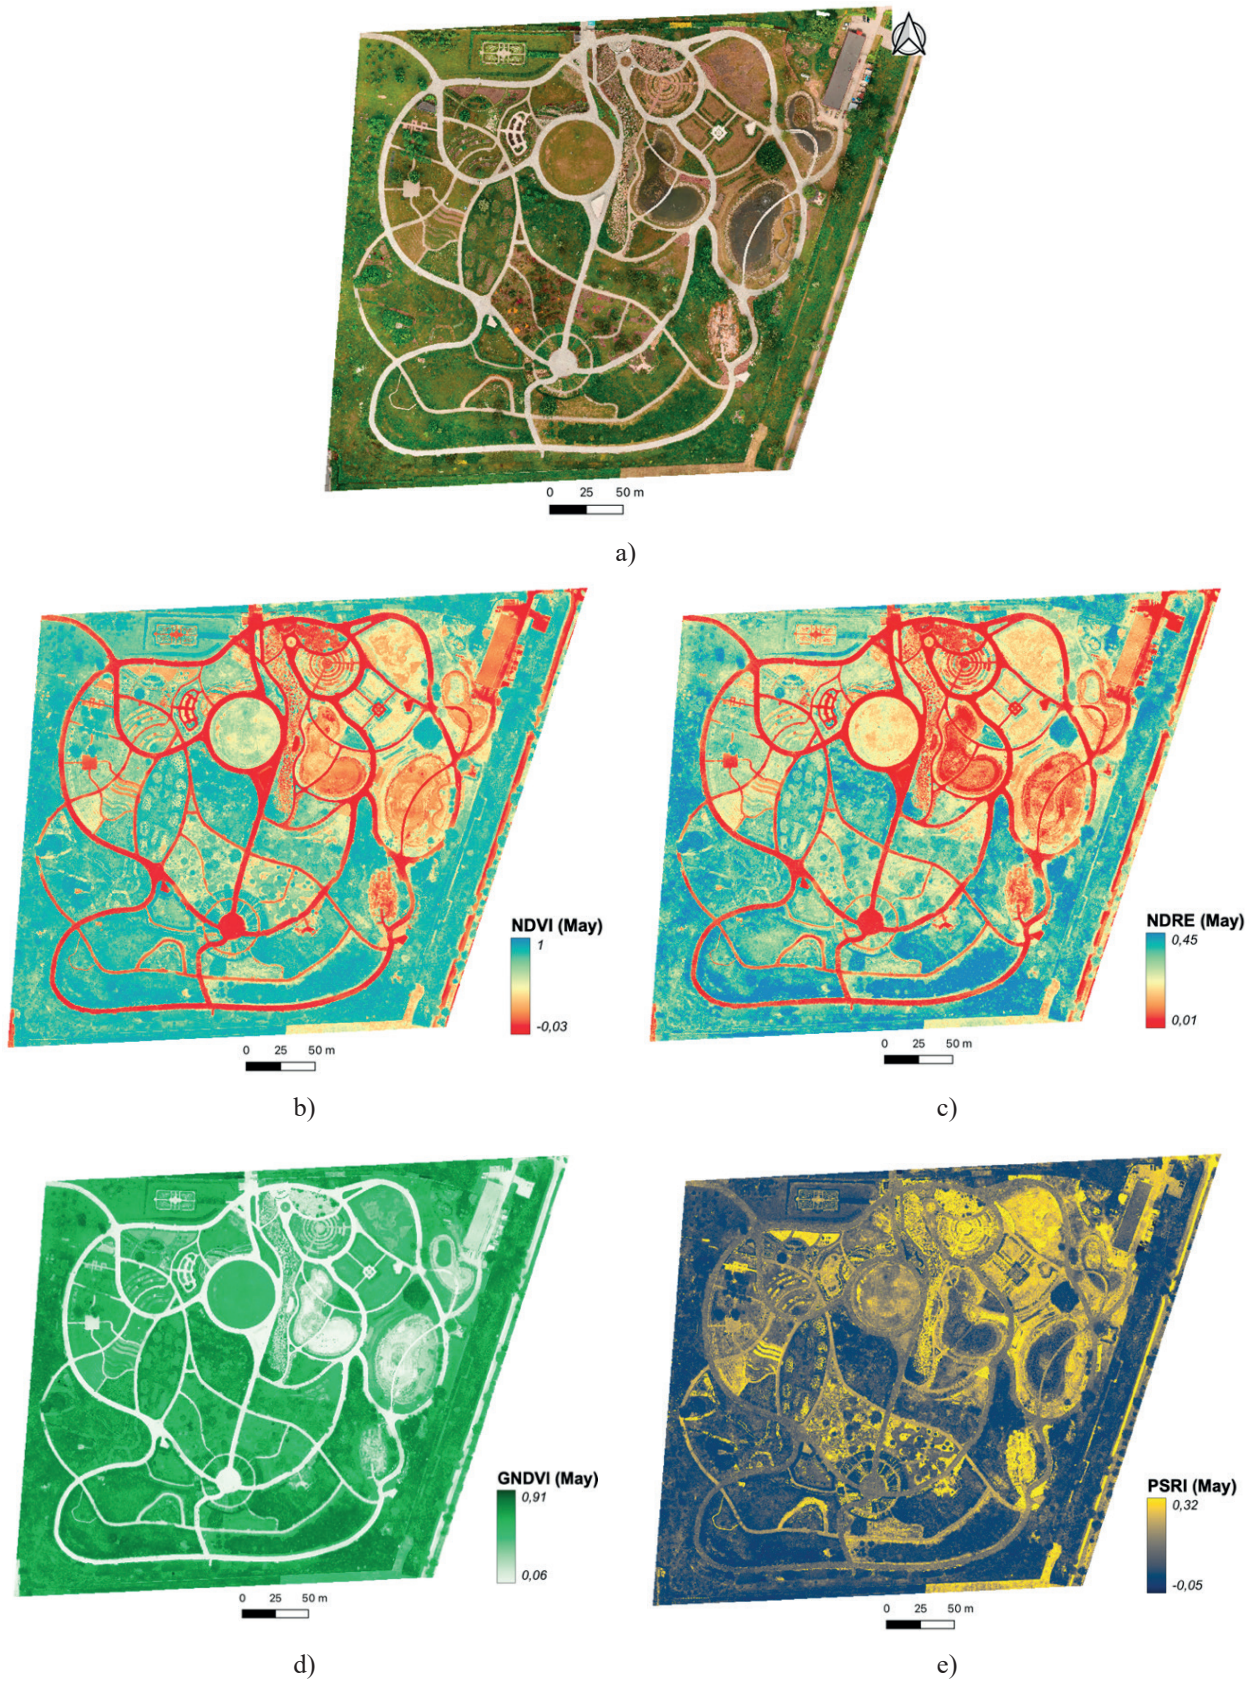 0 25 50 m
a)
NDVI (May)
1
-0,03
0 25 50 m
b)
NDRE (May)
0,45
0,01
0 25 50 m
c)
GNDVI (May)
0,91
0,06
0 25 50 m
d)
PSRI (May)
0,32
-0,05
0 25 50 m
e)